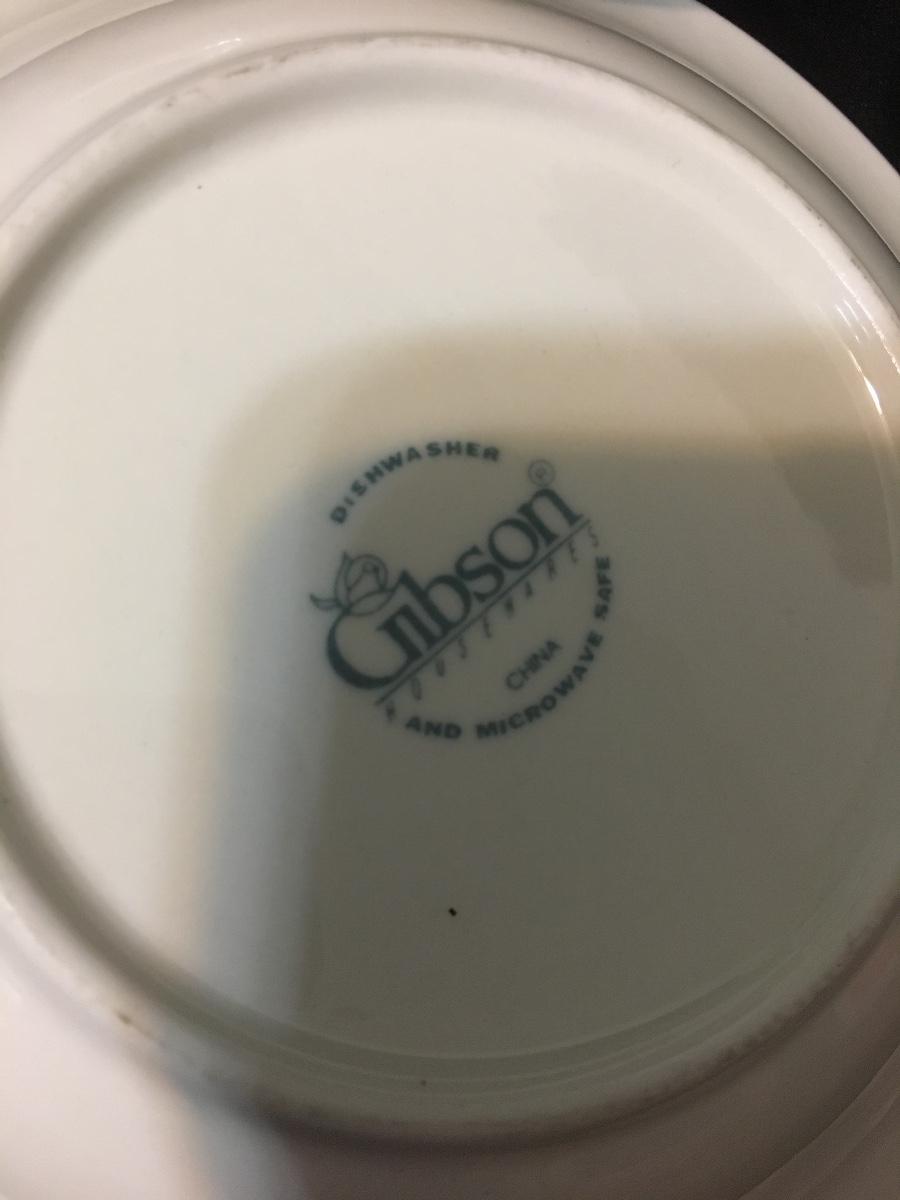 DISHWASHER
Gibson ®
HOUSEWARES
CHINA
AND MICROWAVE SAFE